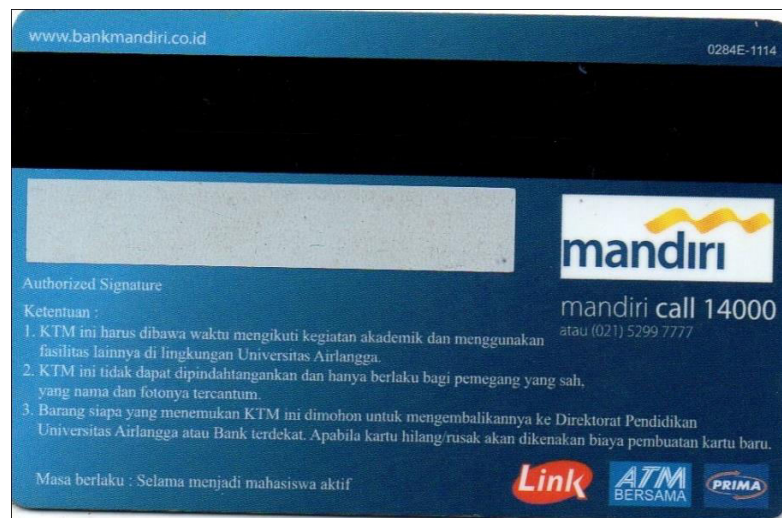 www.bankmandiri.co.id
0284E-1114
mandiri
Authorized Signature
mandiri call 14000
atau (021) 5299 7777
Ketentuan :
1. KTM ini harus dibawa waktu mengikuti kegiatan akademik dan menggunakan
fasilitas lainnya di lingkungan Universitas Airlangga.
2. KTM ini tidak dapat dipindahtangankan dan hanya berlaku bagi pemegang yang sah,
yang nama dan fotonya tercantum.
3. Barang siapa yang menemukan KTM ini dimohon untuk mengembalikannya ke Direktorat Pendidikan
Universitas Airlangga atau Bank terdekat. Apabila kartu hilang/rusak akan dikenakan biaya pembuatan kartu baru.
Masa berlaku : Selama menjadi mahasiswa aktif
Link
ATM
BERSAMA
PRIMA